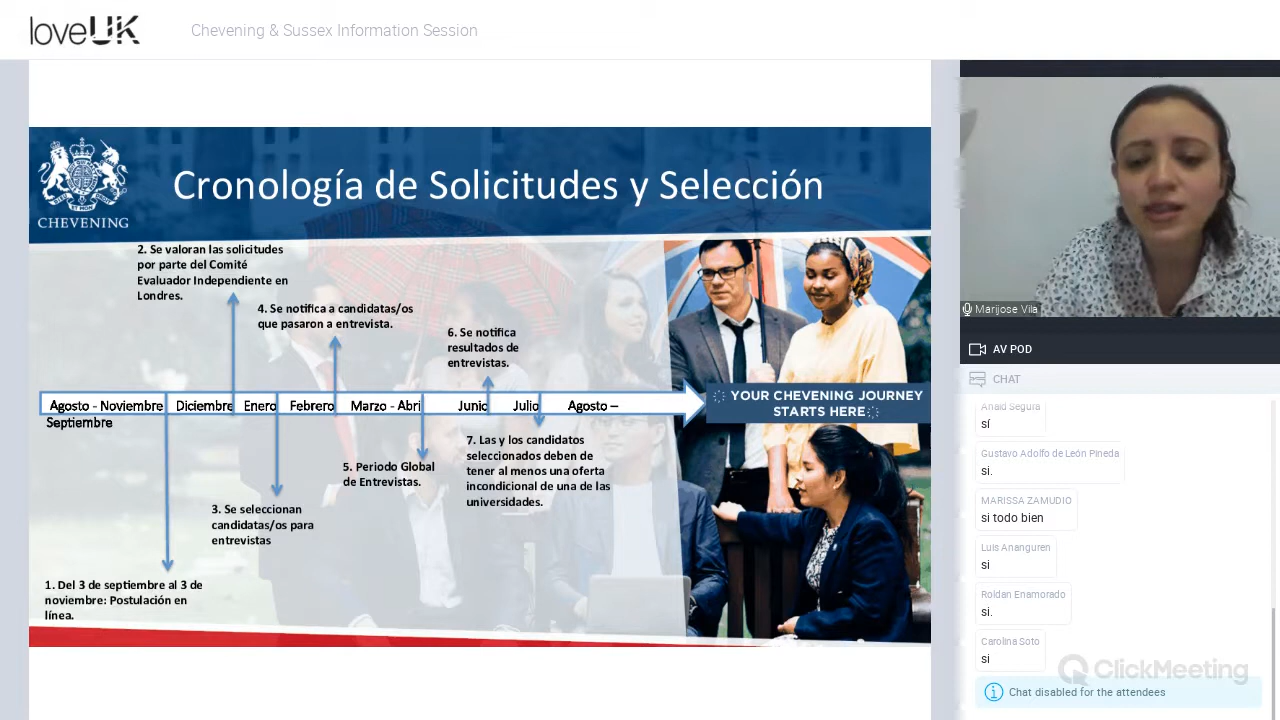 loveUK
Chevening & Sussex Information Session
CHEVENING
Cronología de Solicitudes y Selección
2. Se valoran las solicitudes
por parte del Comité
Evaluador Independiente en
Londres.
4. Se notifica a candidatas/os
que pasaron a entrevista.
6. Se notifica
resultados de
entrevistas.
Agosto - Noviembre Diciembre Enero Febrero Marzo - Abri Junio Julio Agosto –
Septiembre
YOUR CHEVENING JOURNEY
STARTS HERE
7. Las y los candidatos
seleccionados deben de
tener al menos una oferta
incondicional de una de las
universidades.
5. Periodo Global
de Entrevistas.
3. Se seleccionan
candidatas/os para
entrevistas
1. Del 3 de septiembre al 3 de
noviembre: Postulación en
línea.
Marijose Vila
AV POD
CHAT
Anaid Segura
sí
Gustavo Adolfo de León Pineda
si.
MARISSA ZAMUDIO
si todo bien
Luis Ananguren
si
Roldan Enamorado
si.
Carolina Soto
si
ClickMeeting
Chat disabled for the attendees